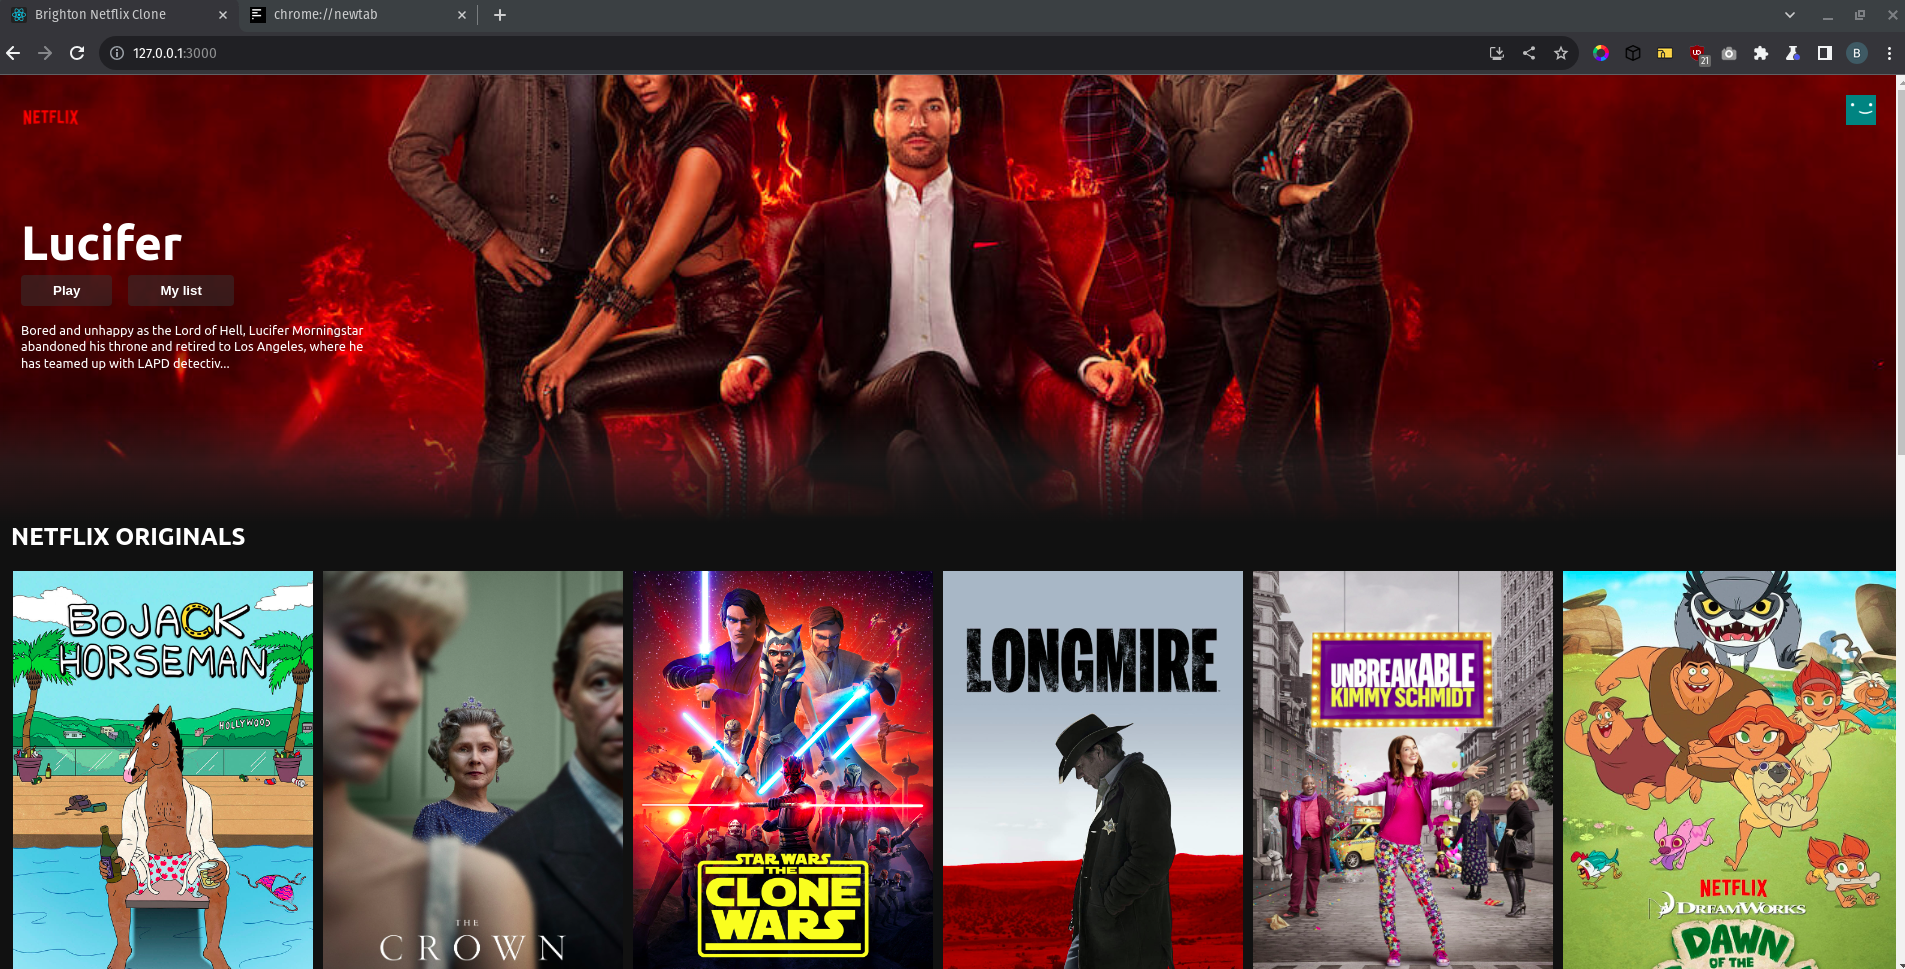 Brighton Netflix Clone
chrome://newtab
127.0.0.1:3000
21
B
NETFLIX
Lucifer
Play
My list
Bored and unhappy as the Lord of Hell, Lucifer Morningstar
abandoned his throne and retired to Los Angeles, where he
has teamed up with LAPD detectiv...
NETFLIX ORIGINALS
BOJACK
HORSEMAN
HOLLYWOOD
THE
CROWN
STAR WARS
THE
CLONE
WARS
LONGMIRE
UNBREAKABLE
KIMMY SCHMIDT
NETFLIX
DREAMWORKS
DAWN
OF THE